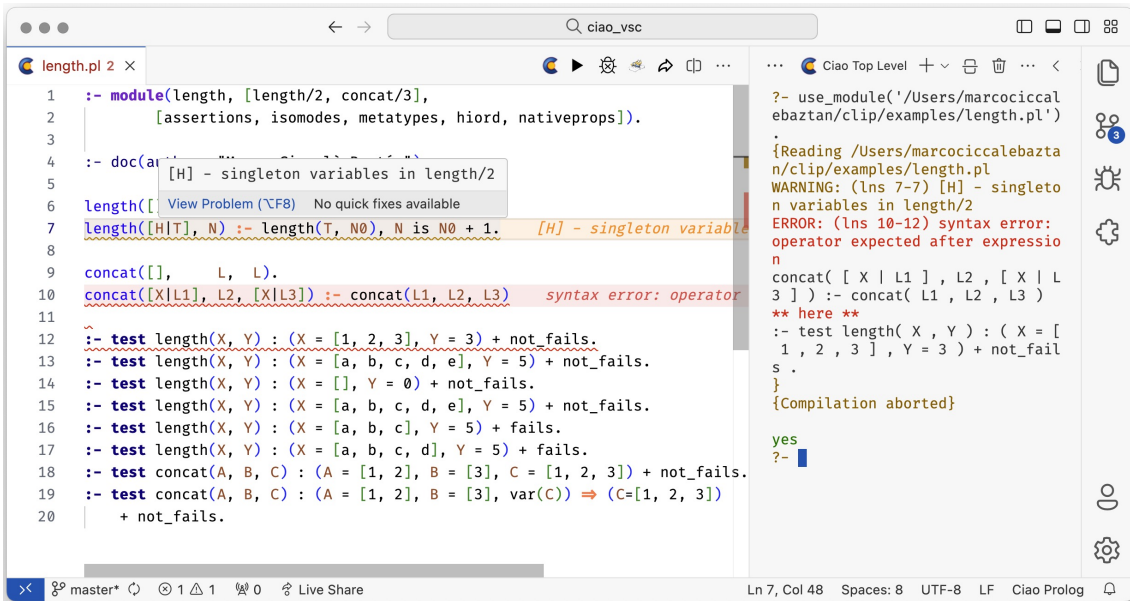 ciao_vsc
length.pl 2
Ciao Top Level
1 :- module(length, [length/2, concat/3],
2 [assertions, isomodes, metatypes, hiord, nativeprops]).
3
4 :- doc(au
[H] - singleton variables in length/2
View Problem (⌥F8) No quick fixes available
5
6 length([]
7 length([H|T], N) :- length(T, N0), N is N0 + 1. [H] - singleton variable
8
9 concat([], L, L).
10 concat([X|L1], L2, [X|L3]) :- concat(L1, L2, L3) syntax error: operator
11
12 :- test length(X, Y) : (X = [1, 2, 3], Y = 3) + not_fails.
13 :- test length(X, Y) : (X = [a, b, c, d, e], Y = 5) + not_fails.
14 :- test length(X, Y) : (X = [], Y = 0) + not_fails.
15 :- test length(X, Y) : (X = [a, b, c, d, e], Y = 5) + not_fails.
16 :- test length(X, Y) : (X = [a, b, c], Y = 5) + fails.
17 :- test length(X, Y) : (X = [a, b, c, d], Y = 5) + fails.
18 :- test concat(A, B, C) : (A = [1, 2], B = [3], C = [1, 2, 3]) + not_fails.
19 :- test concat(A, B, C) : (A = [1, 2], B = [3], var(C)) ⇒ (C=[1, 2, 3])
20 + not_fails.
?- use_module('/Users/marcociccal
ebaztan/clip/examples/length.pl')
.
{Reading /Users/marcociccalebazta
n/clip/examples/length.pl
WARNING: (lns 7-7) [H] - singleto
n variables in length/2
ERROR: (lns 10-12) syntax error:
operator expected after expressio
n
concat( [ X | L1 ] , L2 , [ X | L
3 ] ) :- concat( L1 , L2 , L3 )
** here **
:- test length( X , Y ) : ( X = [
1 , 2 , 3 ] , Y = 3 ) + not_fail
s .
}
{Compilation aborted}
yes
?-
3
master* 1 1 0 Live Share
Ln 7, Col 48 Spaces: 8 UTF-8 LF Ciao Prolog